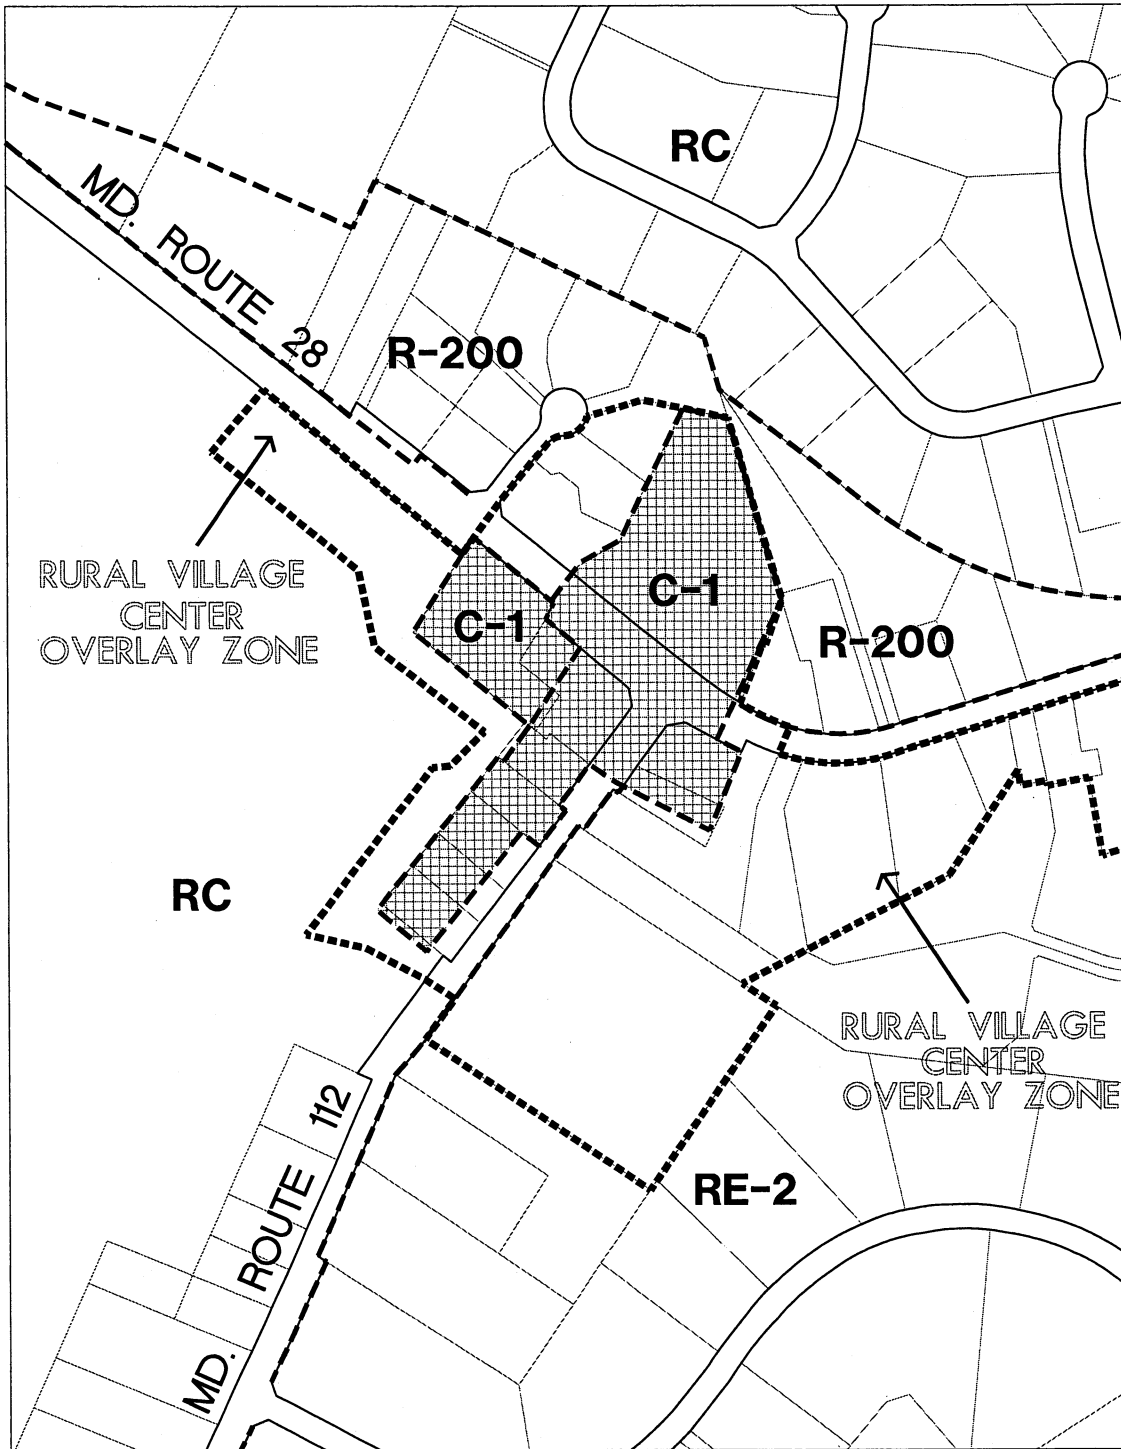 RC
MD. ROUTE 28
R-200
C-1
C-1
RURAL VILLAGE
CENTER
OVERLAY ZONE
R-200
RC
RURAL VILLAGE
CENTER
OVERLAY ZONE
RE-2
MD. ROUTE 112